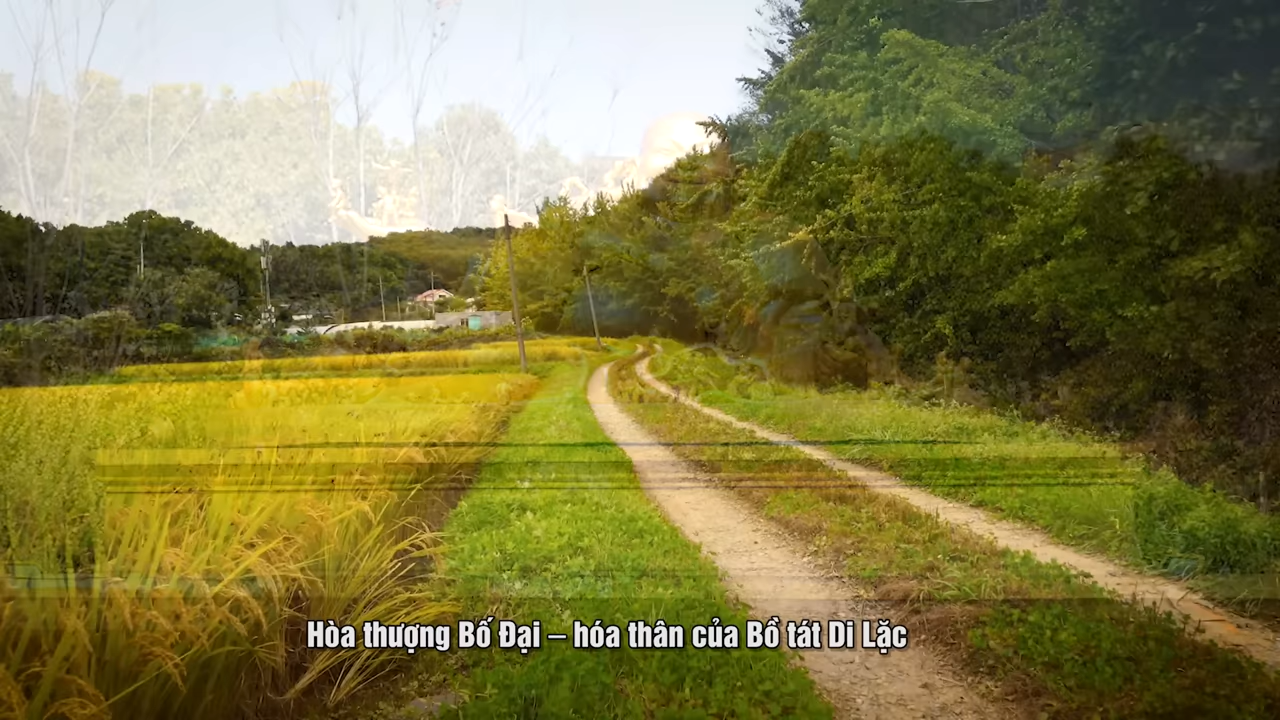 Hòa thượng Bố Đại – hóa thân của Bồ tát Di Lặc